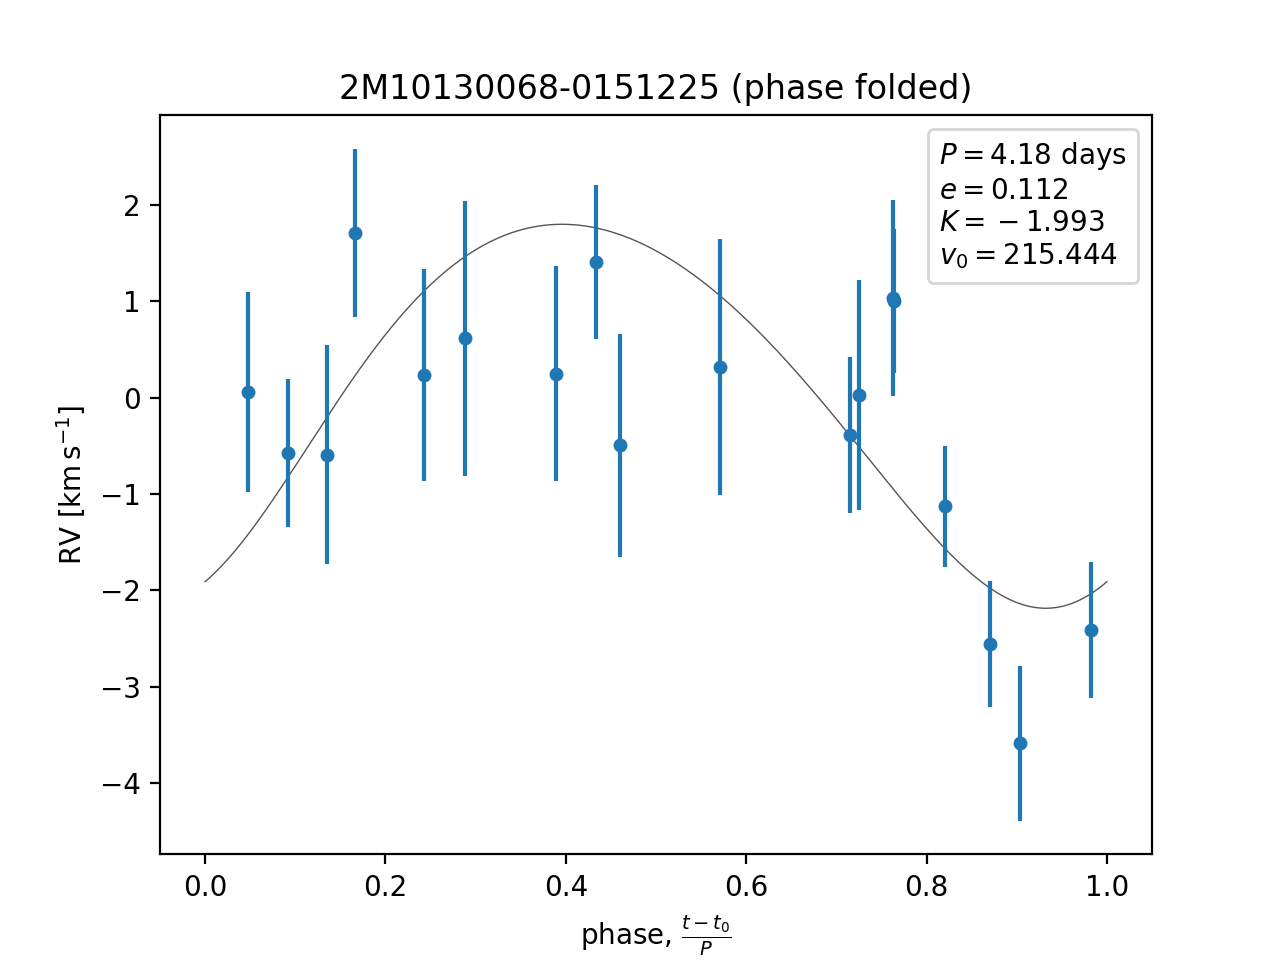 2M10130068-0151225 (phase folded)
P = 4.18 days
e = 0.112
K = −1.993
v₀ = 215.444
RV [km s⁻¹]
2
1
0
−1
−2
−3
−4
0.0 0.2 0.4 0.6 0.8 1.0
phase, (t − t₀)/P